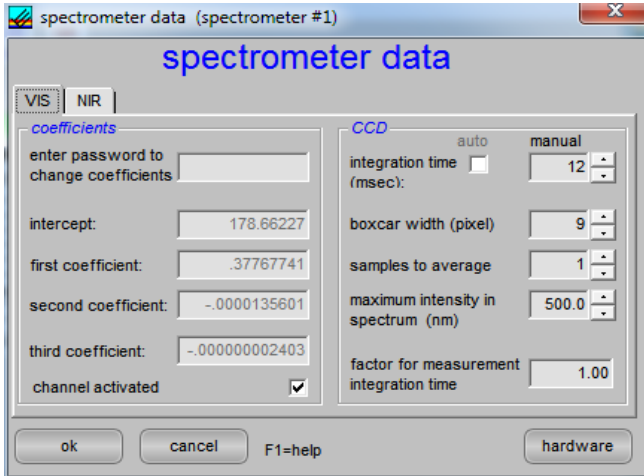 spectrometer data (spectrometer #1)
X
spectrometer data
VIS NIR
coefficients
enter password to
change coefficients
intercept: 178.66227
first coefficient: .37767741
second coefficient: -.0000135601
third coefficient: -.000000002403
channel activated
CCD
auto manual
integration time 12
(msec):
boxcar width (pixel) 9
samples to average 1
maximum intensity in 500.0
spectrum (nm)
factor for measurement 1.00
integration time
ok cancel F1=help hardware